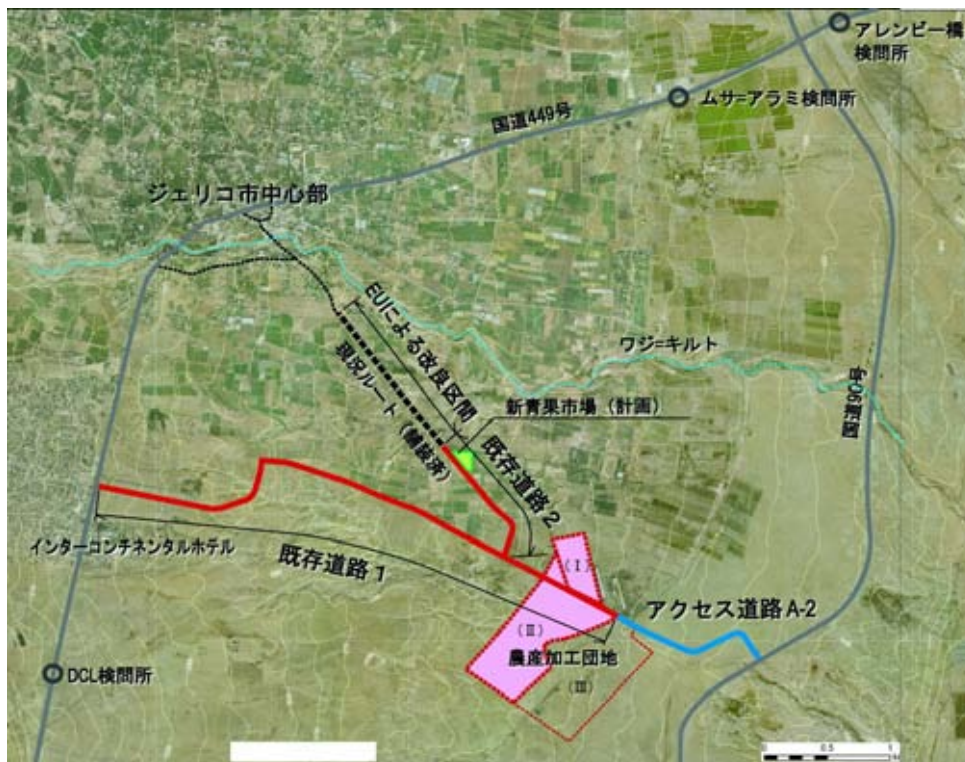 アレンビー橋
検問所
ムサ=アラミ検問所
国道449号
ジェリコ市中心部
EUによる改良区間
現況ルート
(舗装済)
ワジ=キルト
国道90号
新青果市場(計画)
既存道路2
インターコンチネンタルホテル
既存道路1
(Ⅰ)
アクセス道路A-2
(Ⅱ)
農産加工団地
(Ⅲ)
DCL検問所
0 0.5 1